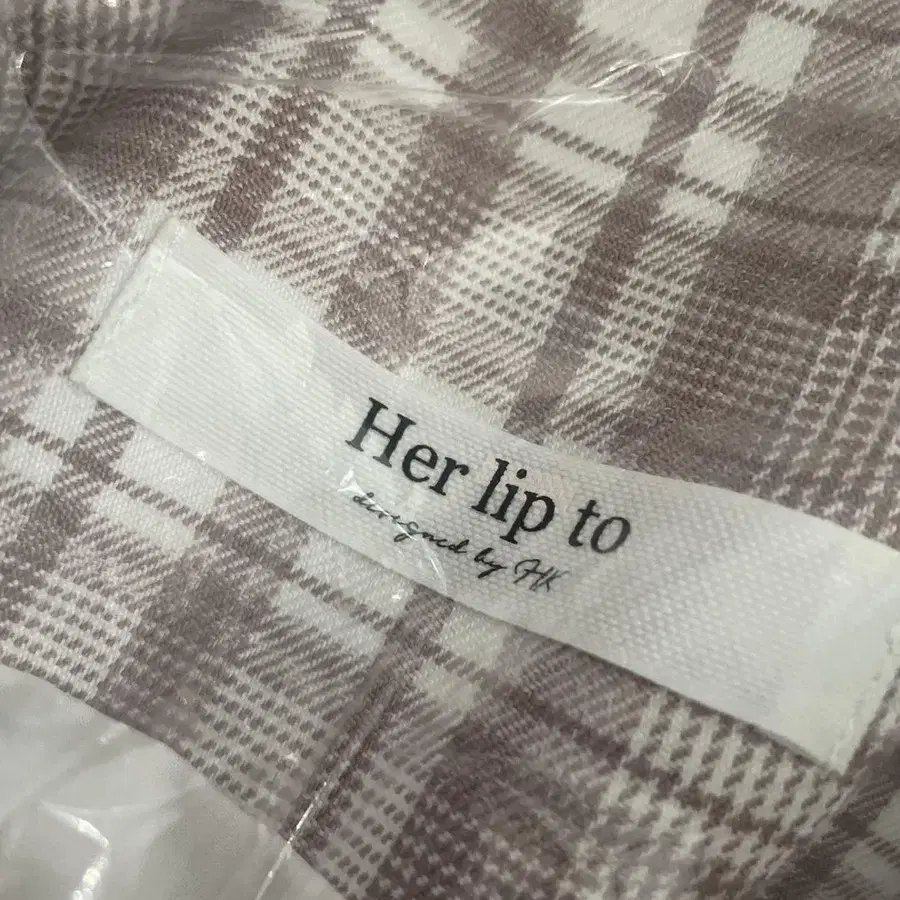 Her lip to
designed by HK